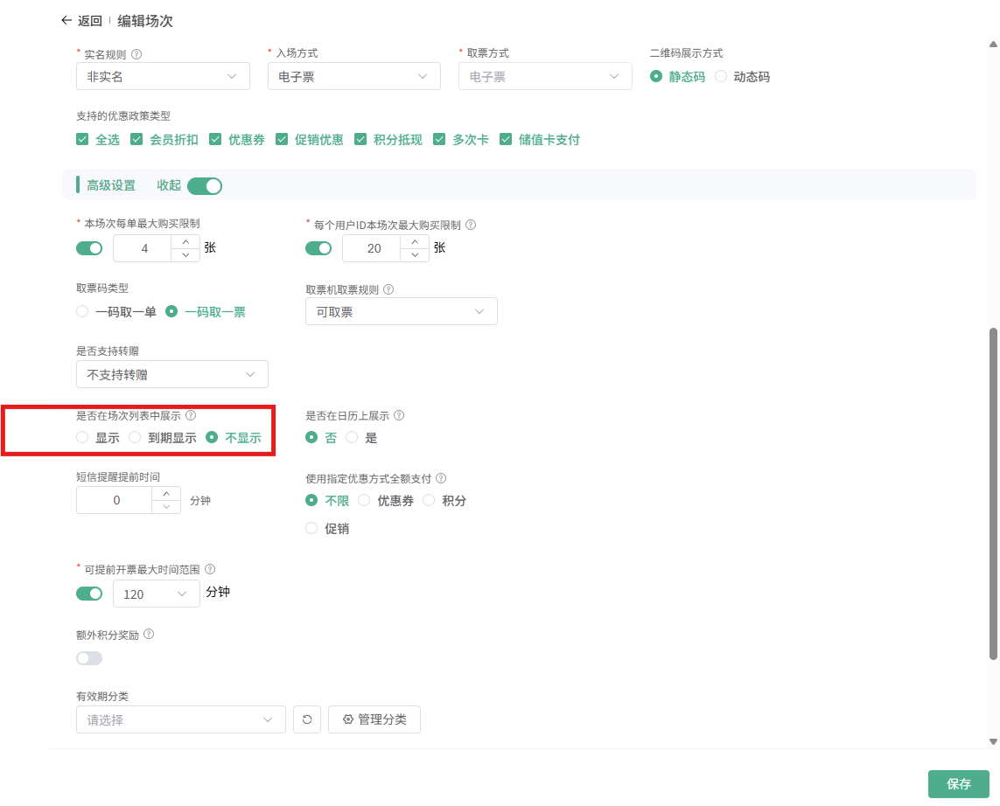 返回 编辑场次
* 实名规则 * 入场方式 * 取票方式 二维码展示方式
非实名 电子票 电子票 静态码 动态码
支持的优惠政策类型
全选 会员折扣 优惠券 促销优惠 积分抵现 多次卡 储值卡支付
高级设置 收起
* 本场次每单最大购买限制 * 每个用户ID本场次最大购买限制
4 张 20 张
取票码类型 取票机取票规则
一码取一单 一码取一票 可取票
是否支持转赠
不支持转赠
是否在场次列表中展示 是否在日历上展示
显示 到期显示 不显示 否 是
短信提醒提前时间 使用指定优惠方式全额支付
0 分钟 不限 优惠券 积分
促销
* 可提前开票最大时间范围
120 分钟
额外积分奖励
有效期分类
请选择 管理分类
保存